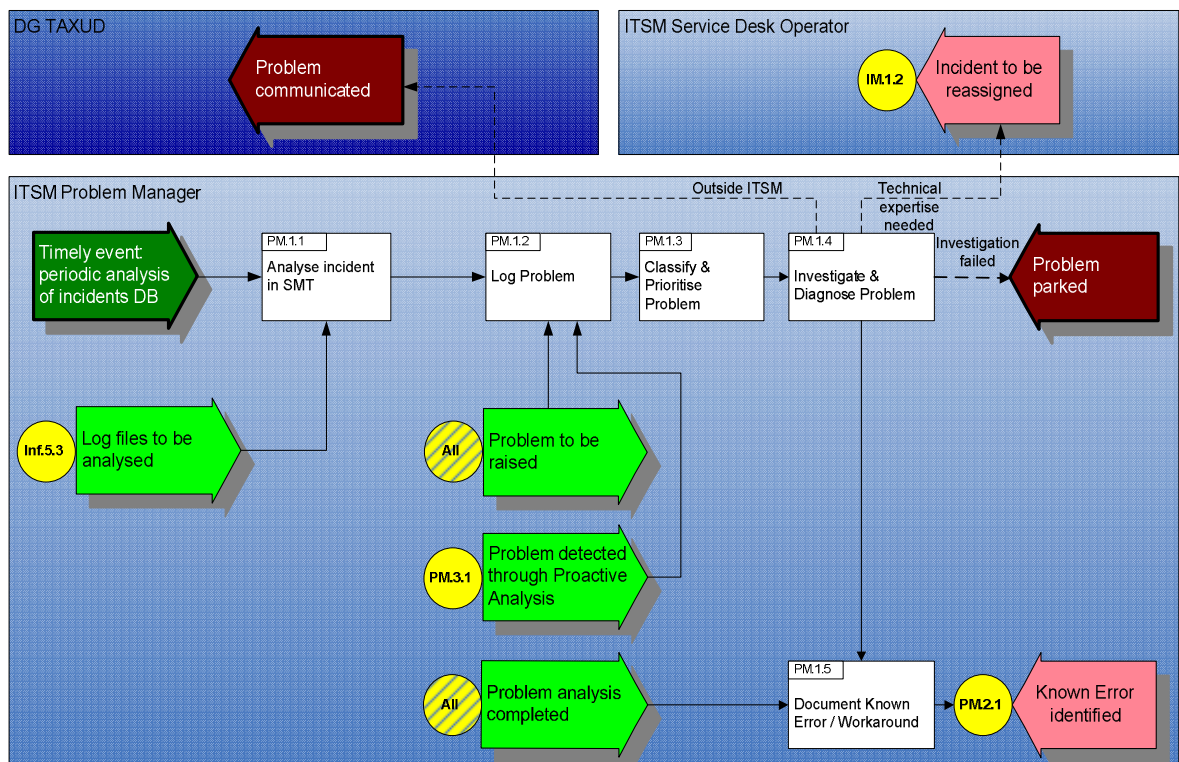 DG TAXUD
Problem
communicated
ITSM Service Desk Operator
IM.1.2
Incident to be
reassigned
ITSM Problem Manager
Outside ITSM
Technical
expertise
needed
Timely event:
periodic analysis
of incidents DB
PM.1.1
Analyse incident
in SMT
PM.1.2
Log Problem
PM.1.3
Classify &
Prioritise
Problem
PM.1.4
Investigate &
Diagnose Problem
Investigation
failed
Problem
parked
Inf.5.3
Log files to be
analysed
All
Problem to be
raised
PM.3.1
Problem detected
through Proactive
Analysis
All
Problem analysis
completed
PM.1.5
Document Known
Error / Workaround
PM.2.1
Known Error
identified